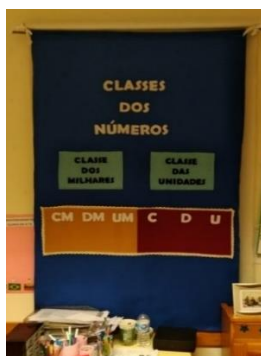 CLASSES
DOS
NÚMEROS
CLASSE
DOS
MILHARES
CLASSE
DAS
UNIDADES
CM DM UM C D U